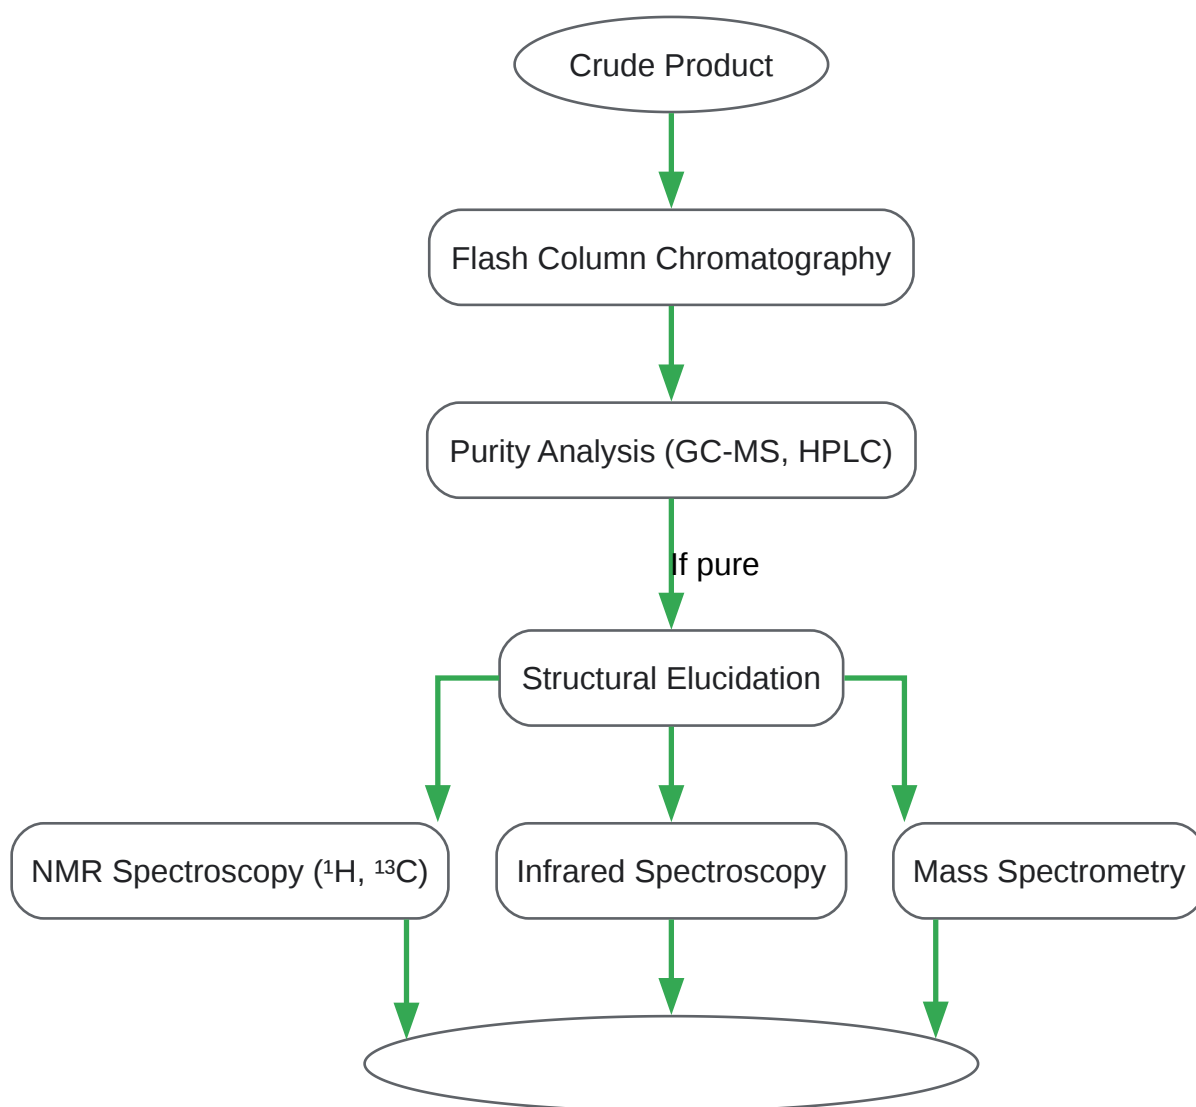 Crude Product
Flash Column Chromatography
Purity Analysis (GC-MS, HPLC)
If pure
Structural Elucidation
NMR Spectroscopy (¹H, ¹³C)
Infrared Spectroscopy
Mass Spectrometry